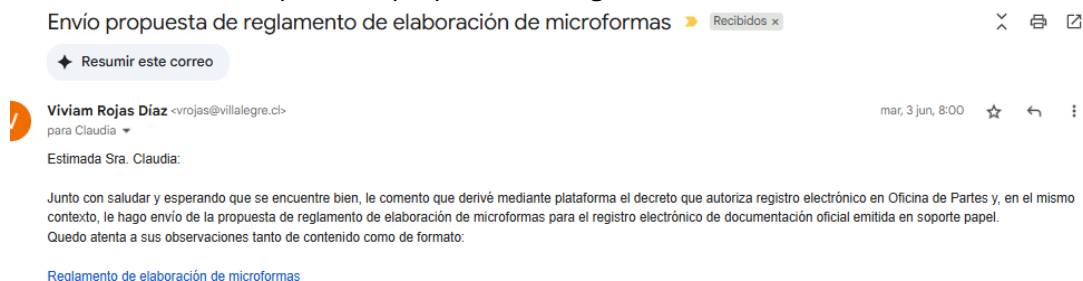 Envío propuesta de reglamento de elaboración de microformas Recibidos x
Resumir este correo
Viviam Rojas Díaz <vrojas@villalegre.cl> mar, 3 jun, 8:00
para Claudia
Estimada Sra. Claudia:
Junto con saludar y esperando que se encuentre bien, le comento que derivé mediante plataforma el decreto que autoriza registro electrónico en Oficina de Partes y, en el mismo
contexto, le hago envío de la propuesta de reglamento de elaboración de microformas para el registro electrónico de documentación oficial emitida en soporte papel.
Quedo atenta a sus observaciones tanto de contenido como de formato:
Reglamento de elaboración de microformas